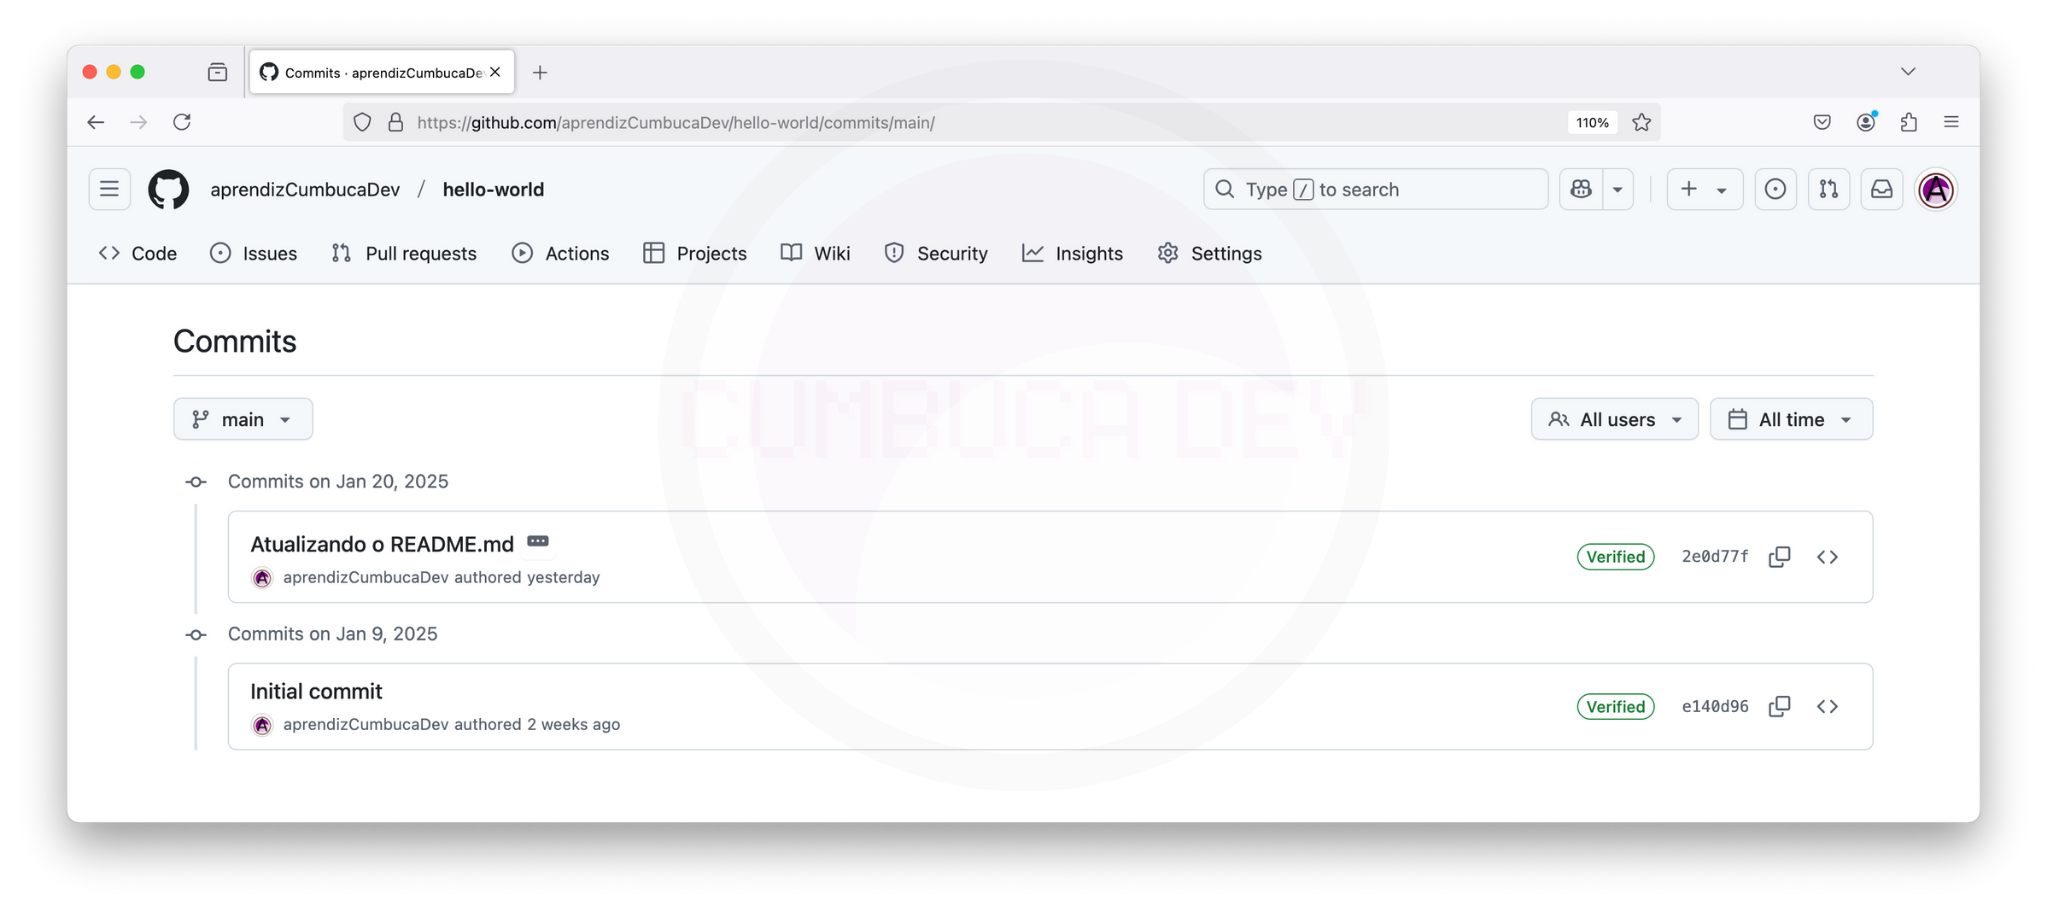 Commits · aprendizCumbucaDe
https://github.com/aprendizCumbucaDev/hello-world/commits/main/
110%
aprendizCumbucaDev / hello-world
Type / to search
Code Issues Pull requests Actions Projects Wiki Security Insights Settings
Commits
main
All users
All time
Commits on Jan 20, 2025
Atualizando o README.md
aprendizCumbucaDev authored yesterday
Verified
2e0d77f
Commits on Jan 9, 2025
Initial commit
aprendizCumbucaDev authored 2 weeks ago
Verified
e140d96
CUMBUCA DEV